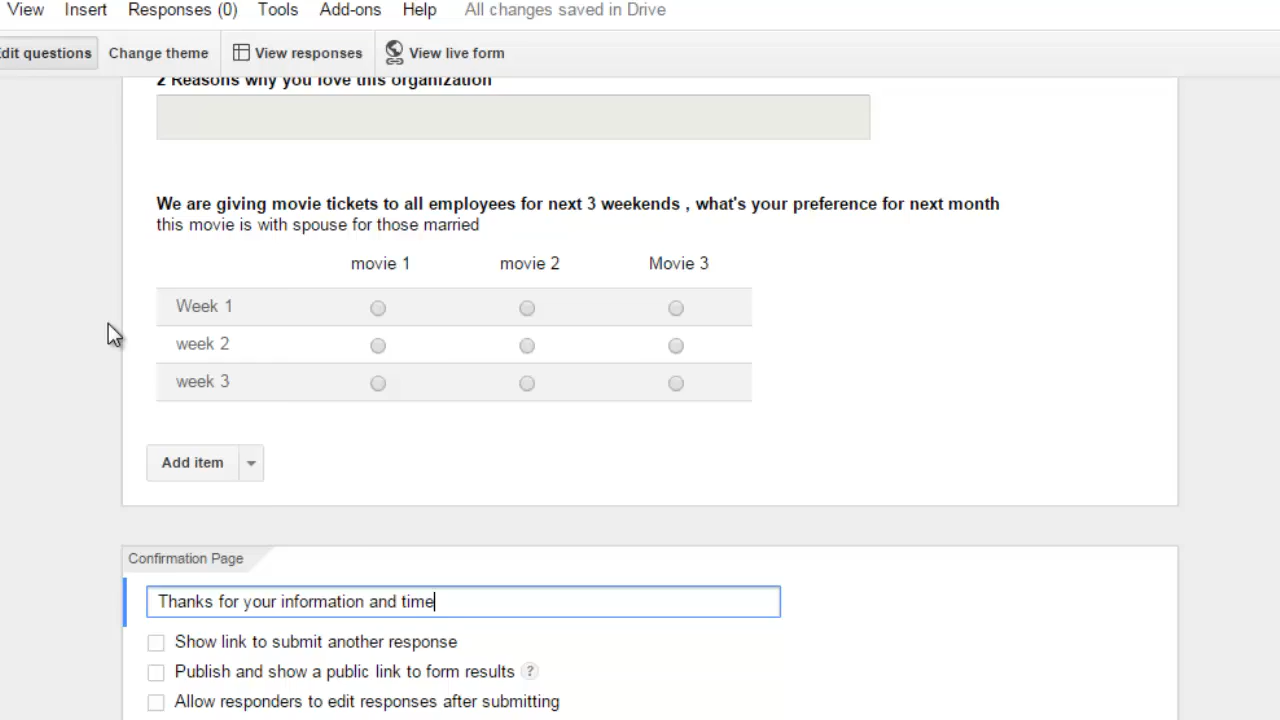 View Insert Responses (0) Tools Add-ons Help All changes saved in Drive
dit questions Change theme View responses View live form
2 Reasons why you love this organization
We are giving movie tickets to all employees for next 3 weekends , what's your preference for next month
this movie is with spouse for those married
movie 1 movie 2 Movie 3
Week 1
week 2
week 3
Add item
Confirmation Page
Thanks for your information and time
Show link to submit another response
Publish and show a public link to form results ?
Allow responders to edit responses after submitting